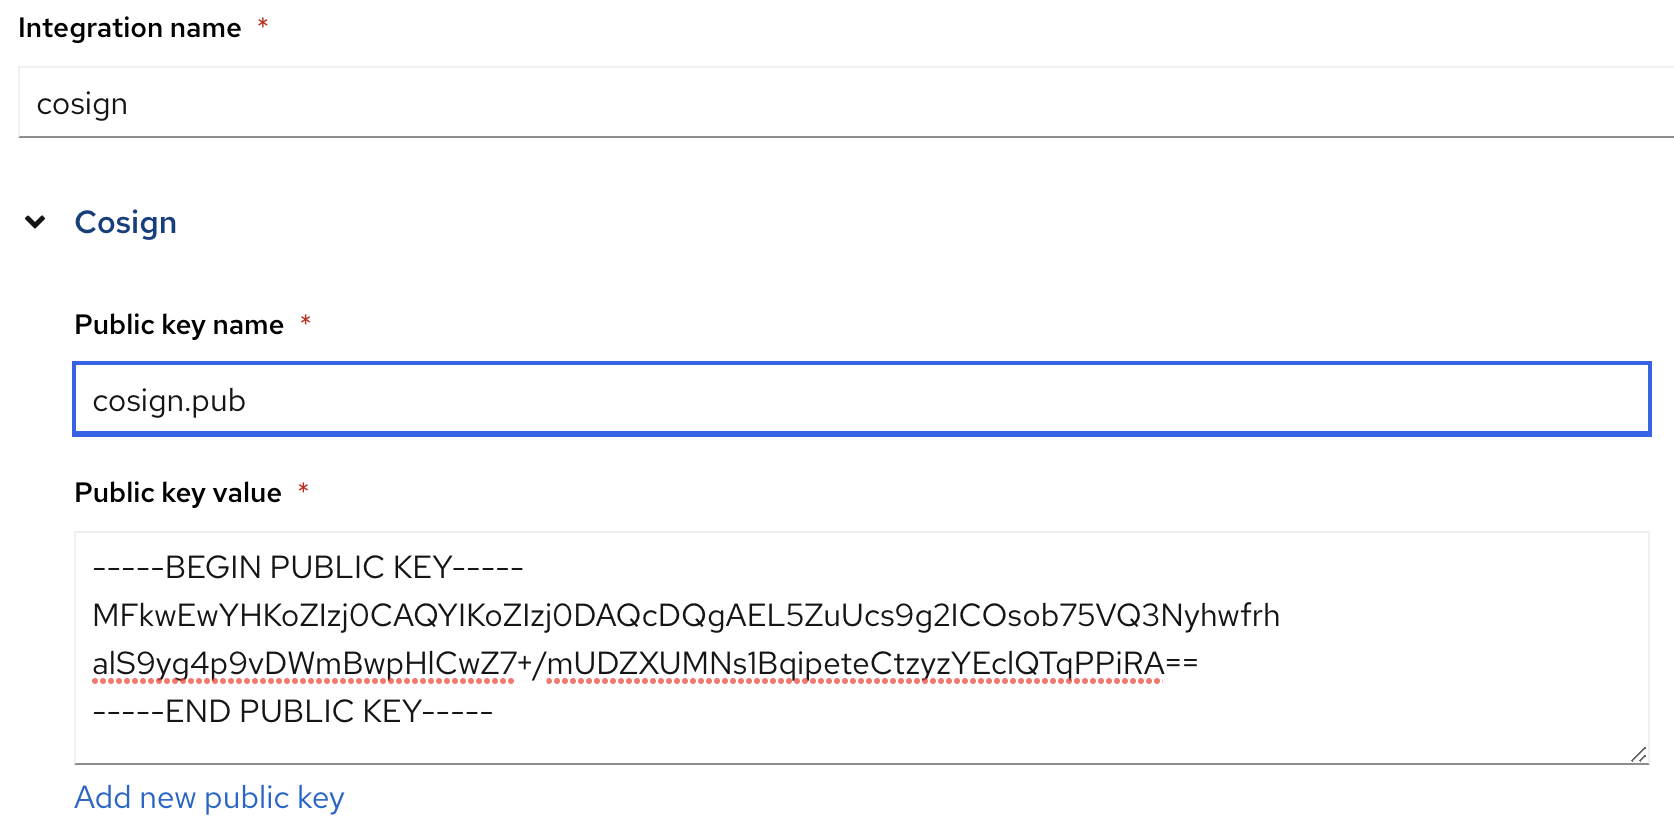 Integration name *
cosign
Cosign
Public key name *
cosign.pub
Public key value *
-----BEGIN PUBLIC KEY-----
MFkwEwYHKoZIzj0CAQYIKoZIzj0DAQcDQgAEL5ZuUcs9g2ICOsob75VQ3Nyhwfrh
alS9yg4p9vDWmBwpHlCwZ7+/mUDZXUMNs1BqipeteCtzyzYEclQTqPPiRA==
-----END PUBLIC KEY-----
Add new public key